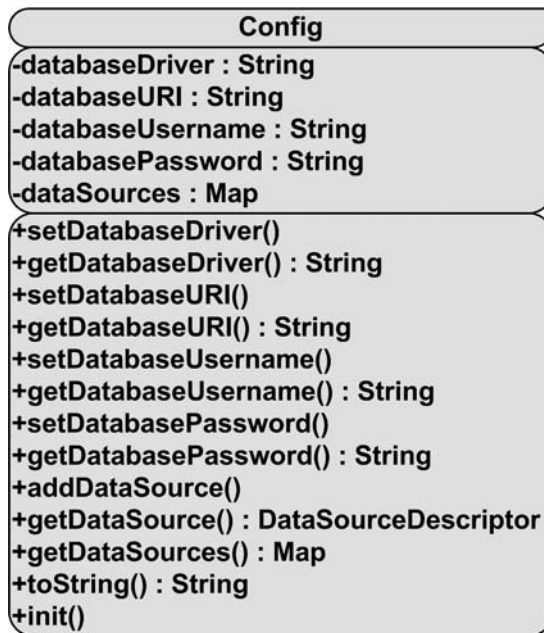 Config
-databaseDriver : String
-databaseURI : String
-databaseUsername : String
-databasePassword : String
-dataSources : Map
+setDatabaseDriver()
+getDatabaseDriver() : String
+setDatabaseURI()
+getDatabaseURI() : String
+setDatabaseUsername()
+getDatabaseUsername() : String
+setDatabasePassword()
+getDatabasePassword() : String
+addDataSource()
+getDataSource() : DataSourceDescriptor
+getDataSources() : Map
+toString() : String
+init()